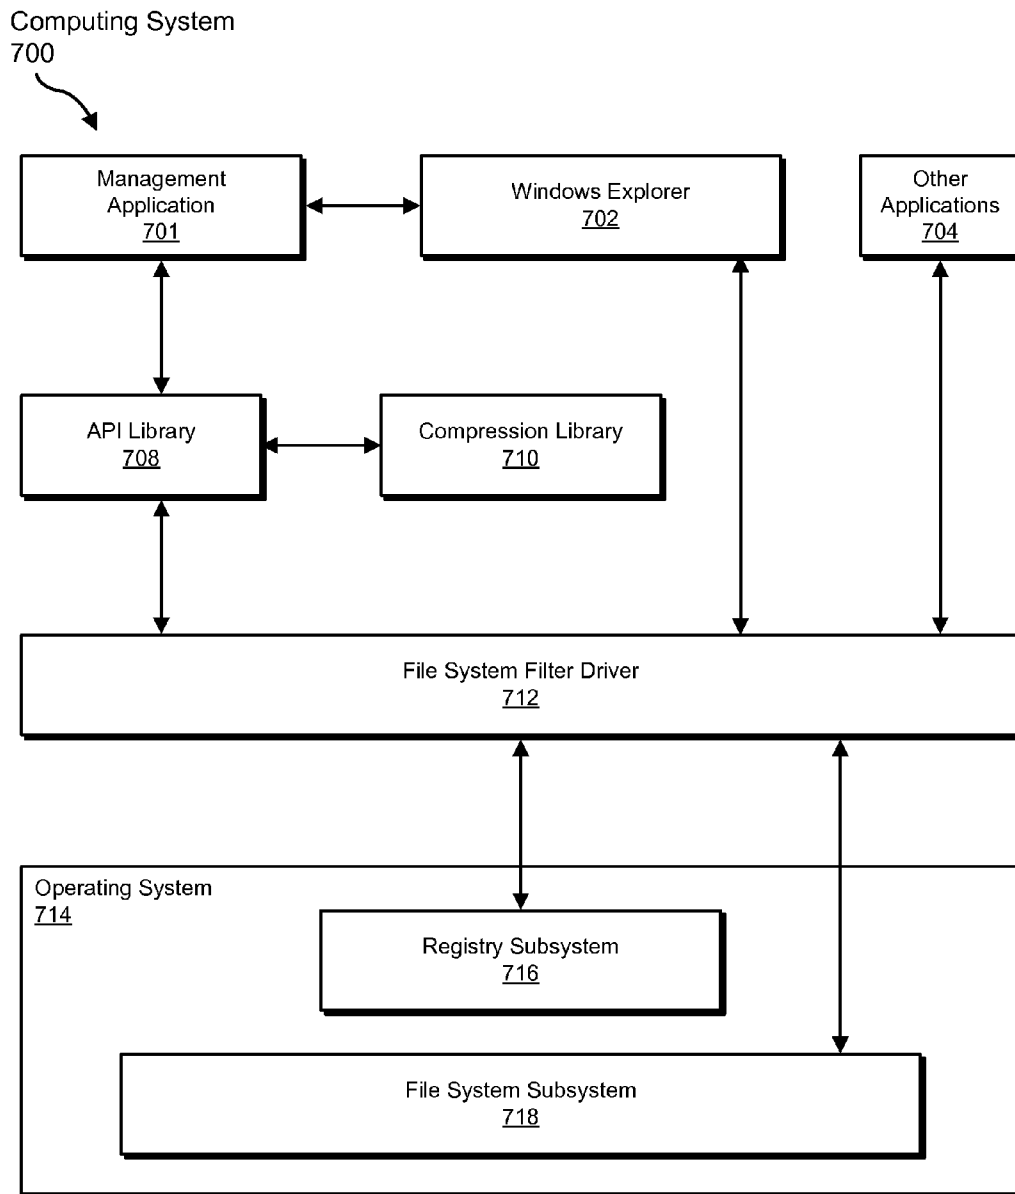 Computing System
700
Management
Application
701
Windows Explorer
702
Other
Applications
704
API Library
708
Compression Library
710
File System Filter Driver
712
Operating System
714
Registry Subsystem
716
File System Subsystem
718